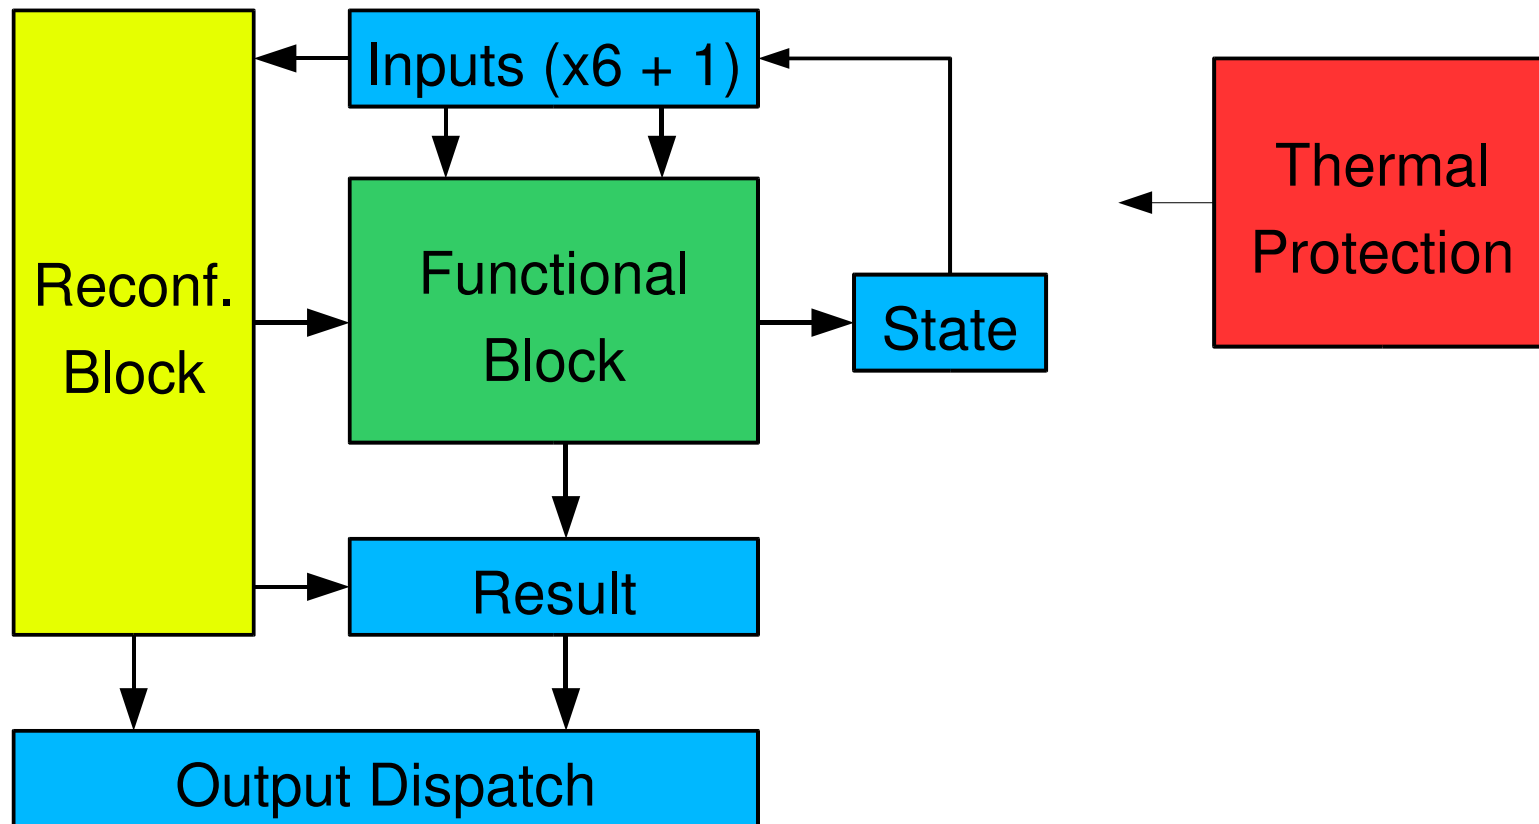 Inputs (x6 + 1)
Thermal
Protection
Reconf.
Block
Functional
Block
State
Result
Output Dispatch